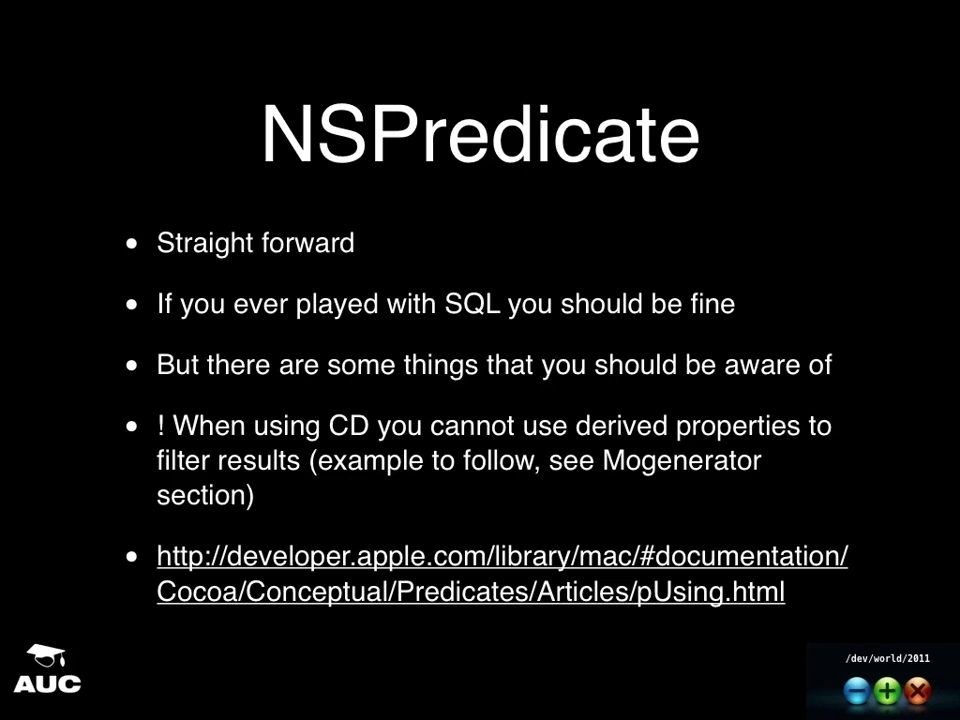 NSPredicate
• Straight forward
• If you ever played with SQL you should be fine
• But there are some things that you should be aware of
• ! When using CD you cannot use derived properties to
filter results (example to follow, see Mogenerator
section)
• http://developer.apple.com/library/mac/#documentation/
Cocoa/Conceptual/Predicates/Articles/pUsing.html
AUC
/dev/world/2011